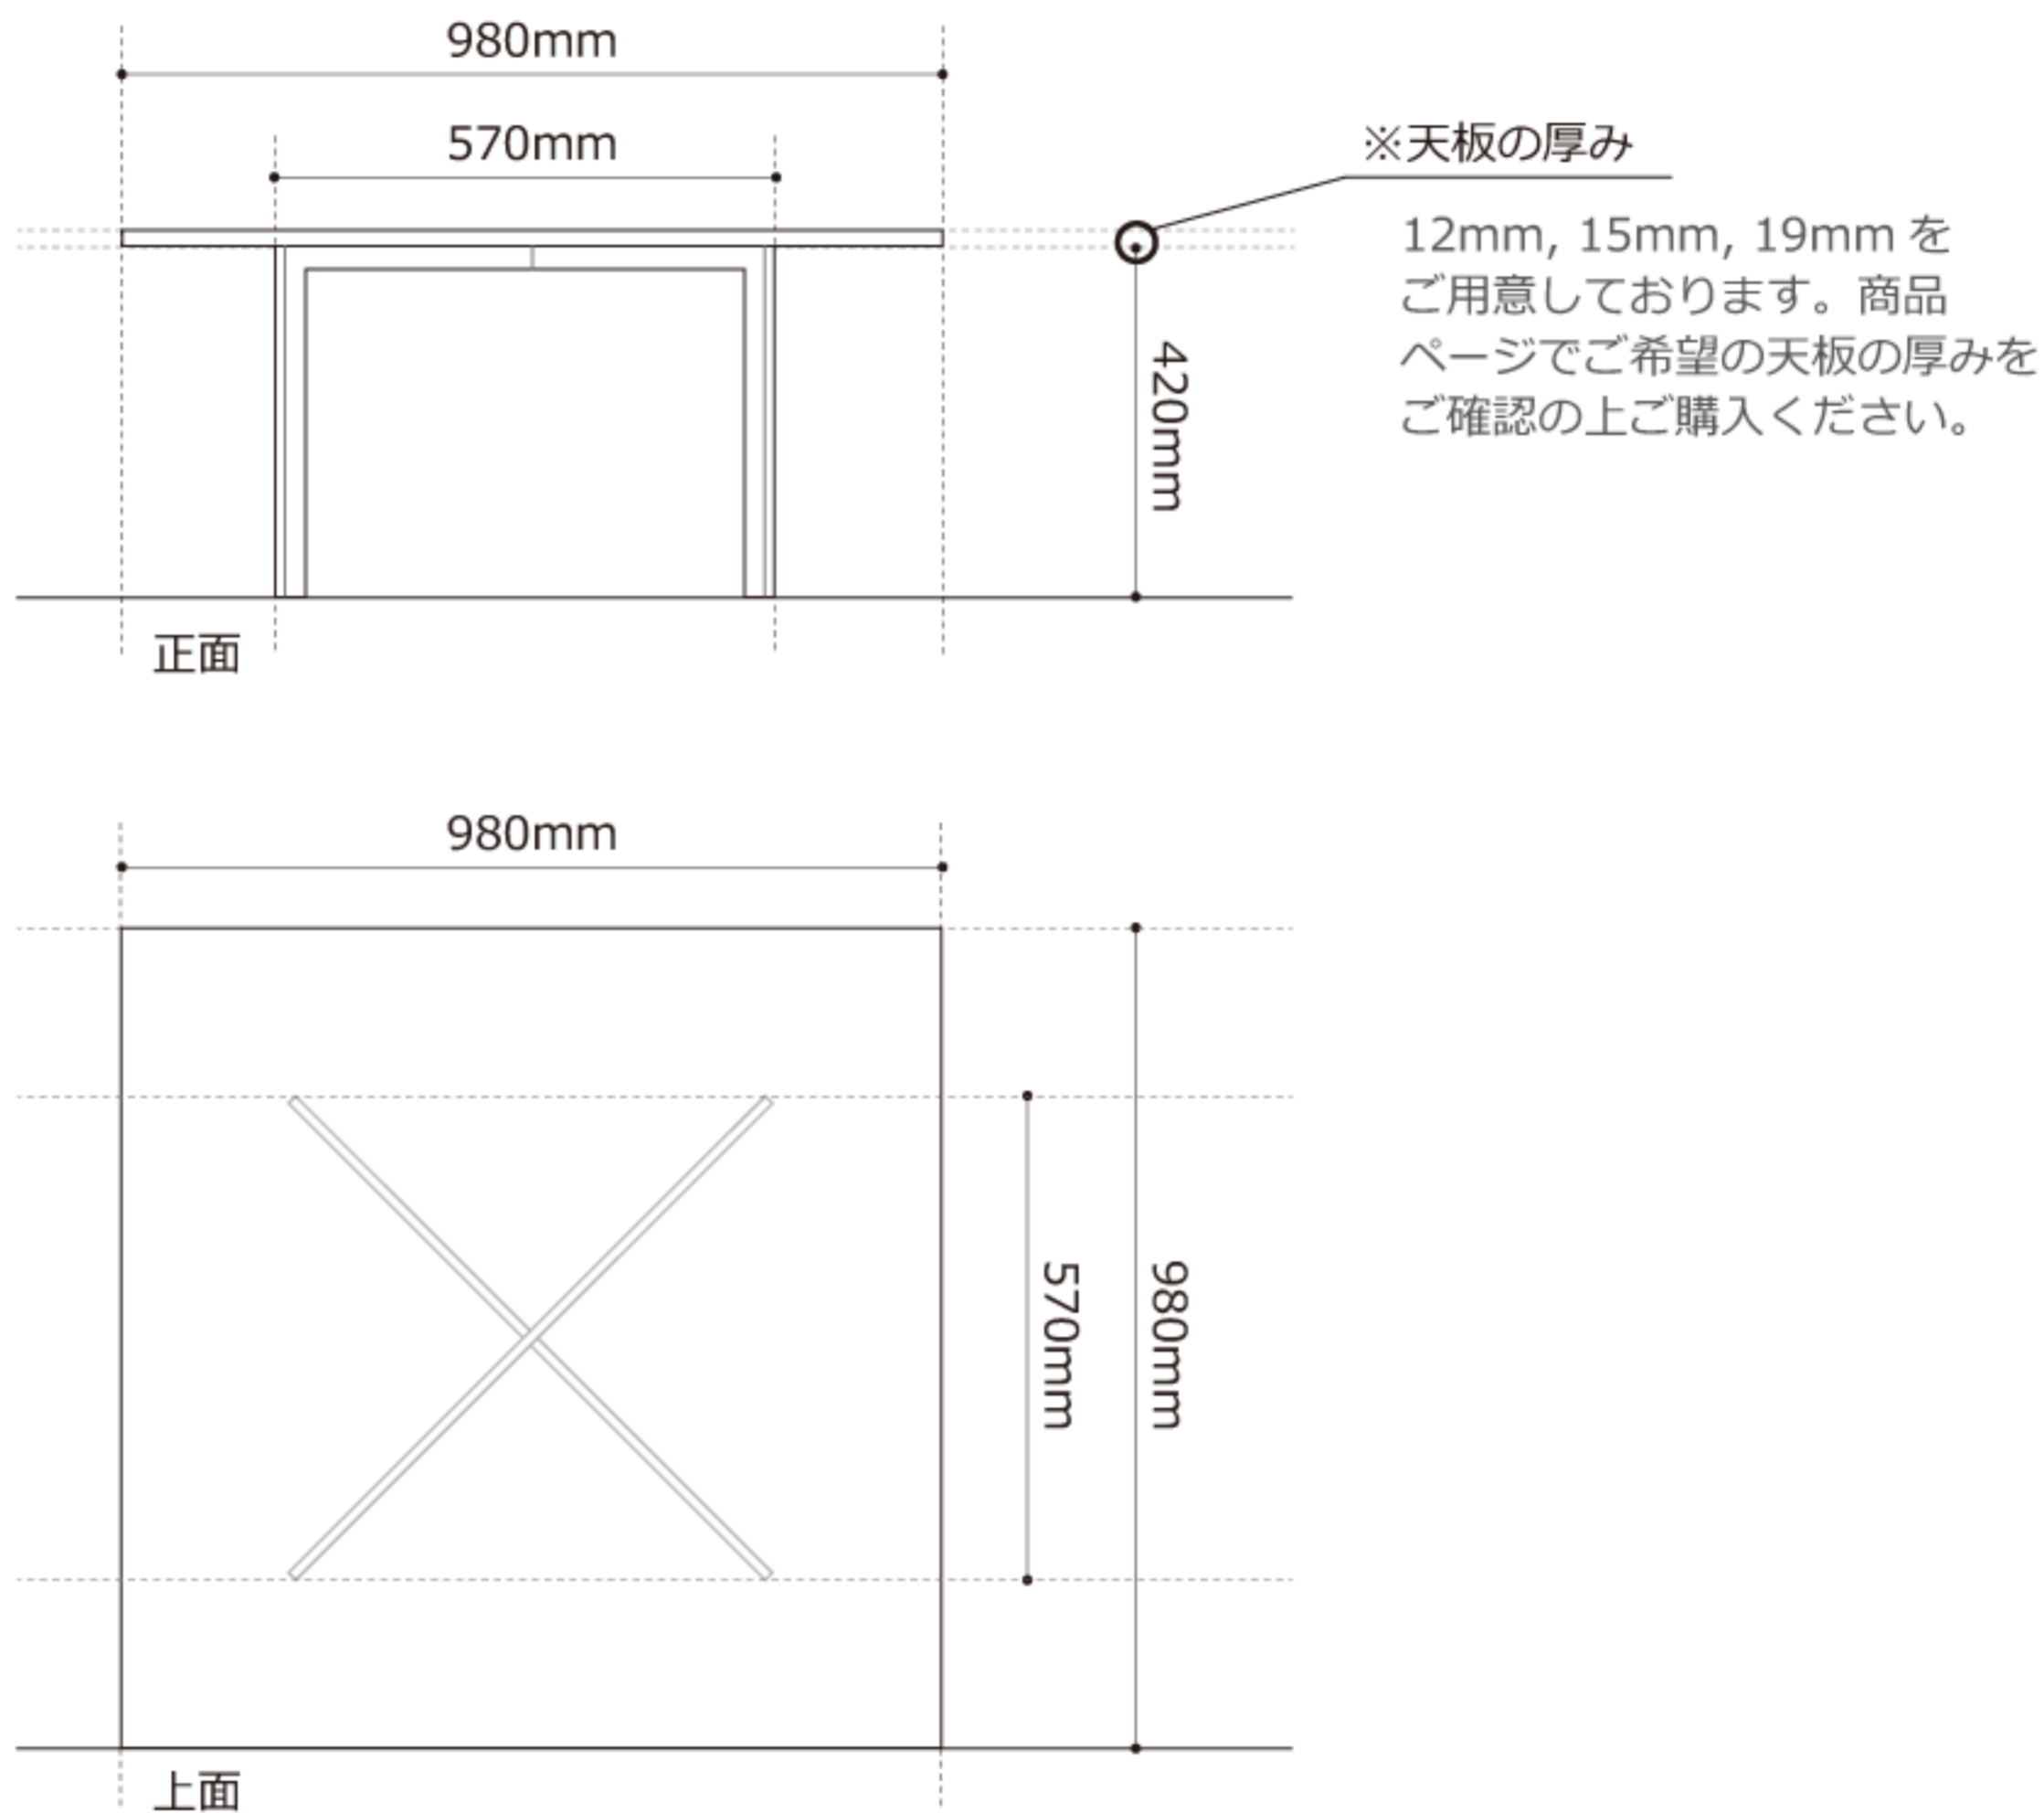 980mm
570mm
※天板の厚み
12mm, 15mm, 19mm を
ご用意しております。商品
ページでご希望の天板の厚みを
ご確認の上ご購入ください。
420mm
正面
980mm
570mm
980mm
上面